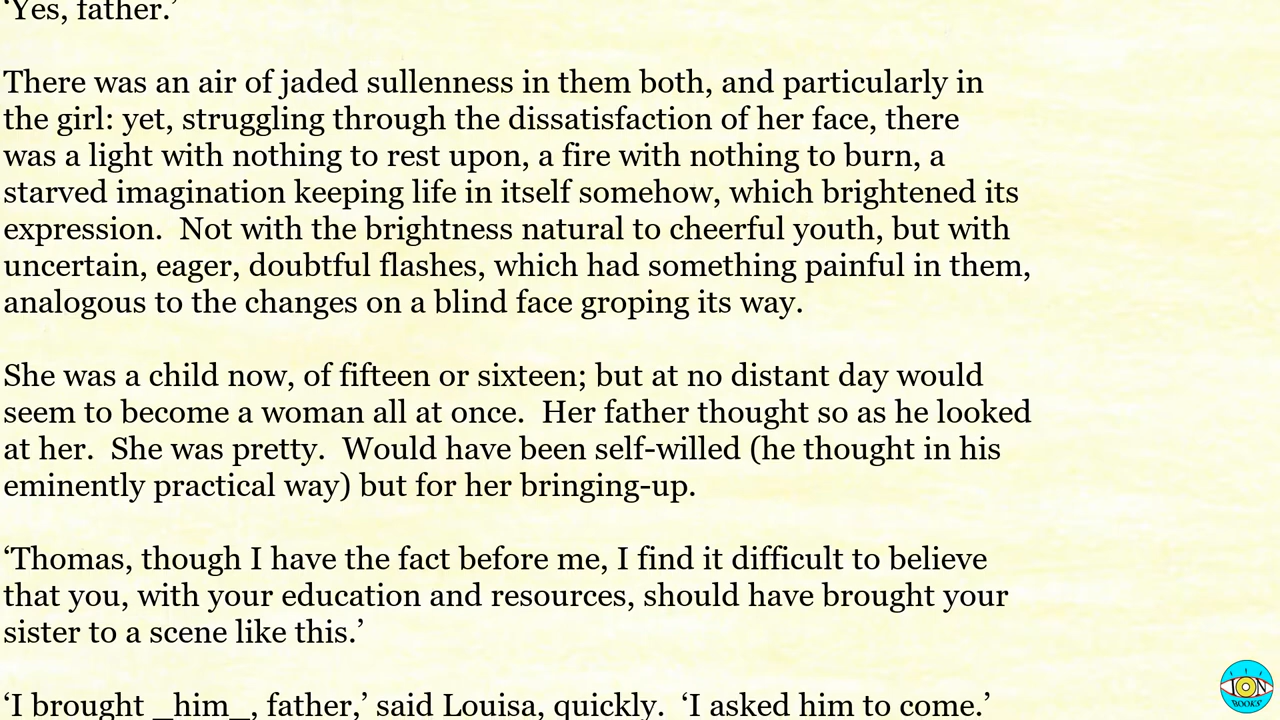 ‘Yes, father.’
There was an air of jaded sullenness in them both, and particularly in
the girl: yet, struggling through the dissatisfaction of her face, there
was a light with nothing to rest upon, a fire with nothing to burn, a
starved imagination keeping life in itself somehow, which brightened its
expression.  Not with the brightness natural to cheerful youth, but with
uncertain, eager, doubtful flashes, which had something painful in them,
analogous to the changes on a blind face groping its way.
She was a child now, of fifteen or sixteen; but at no distant day would
seem to become a woman all at once.  Her father thought so as he looked
at her.  She was pretty.  Would have been self-willed (he thought in his
eminently practical way) but for her bringing-up.
‘Thomas, though I have the fact before me, I find it difficult to believe
that you, with your education and resources, should have brought your
sister to a scene like this.’
‘I brought _him_, father,’ said Louisa, quickly.  ‘I asked him to come.’
ION
BOOKS